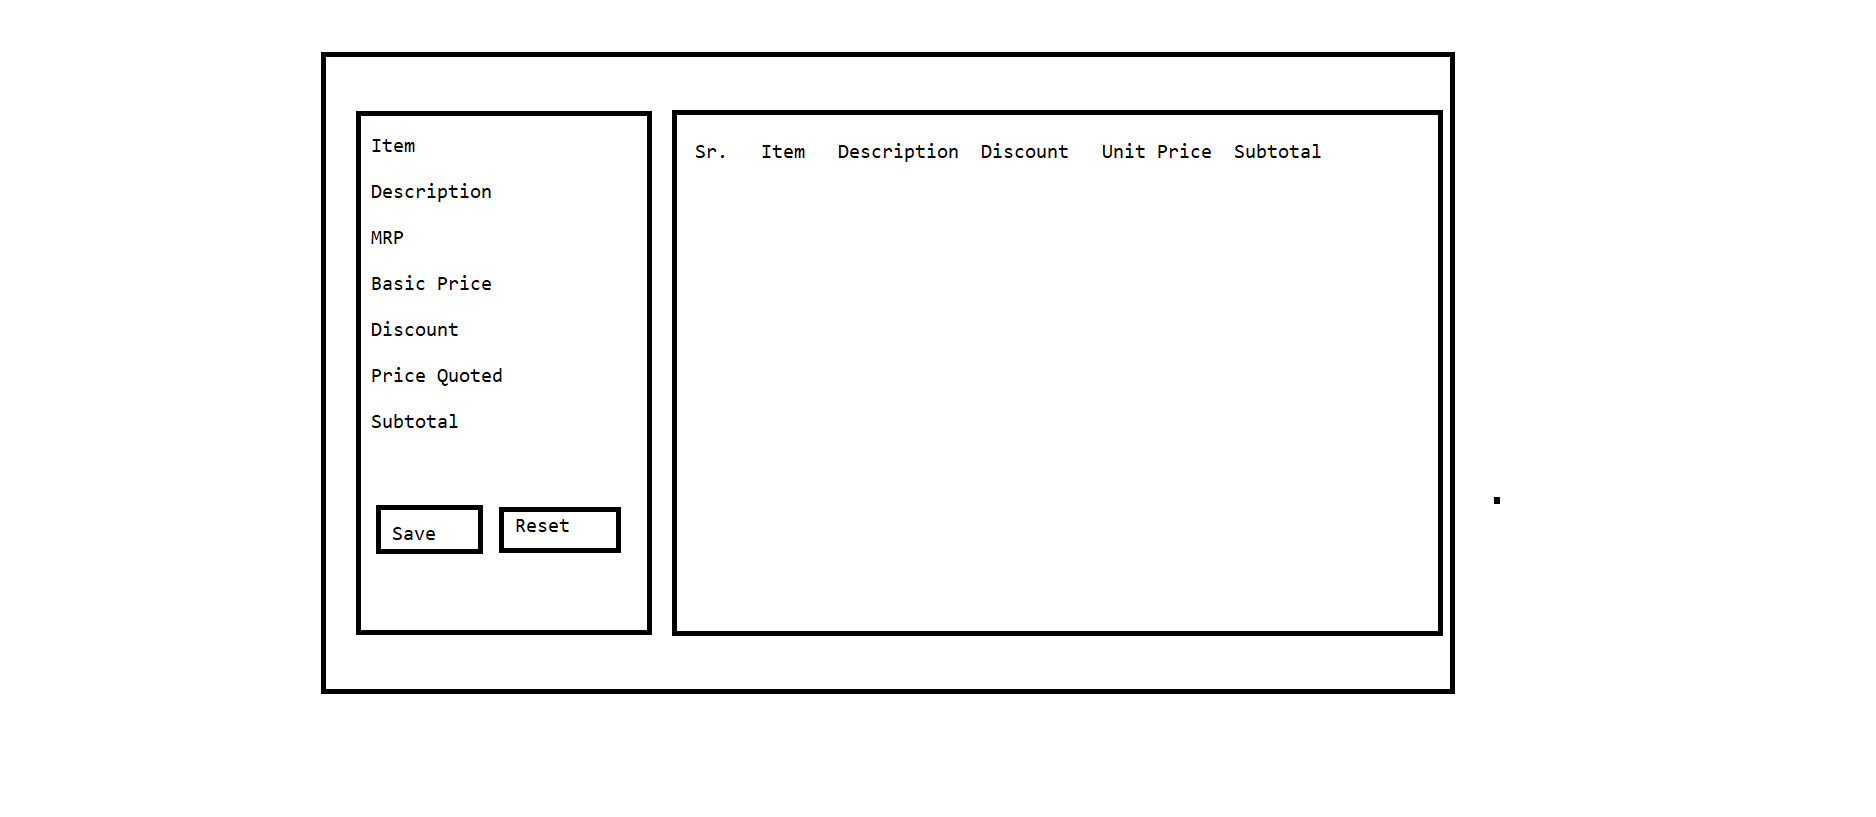 Item
Description
MRP
Basic Price
Discount
Price Quoted
Subtotal
Save
Reset
Sr. Item Description Discount Unit Price Subtotal